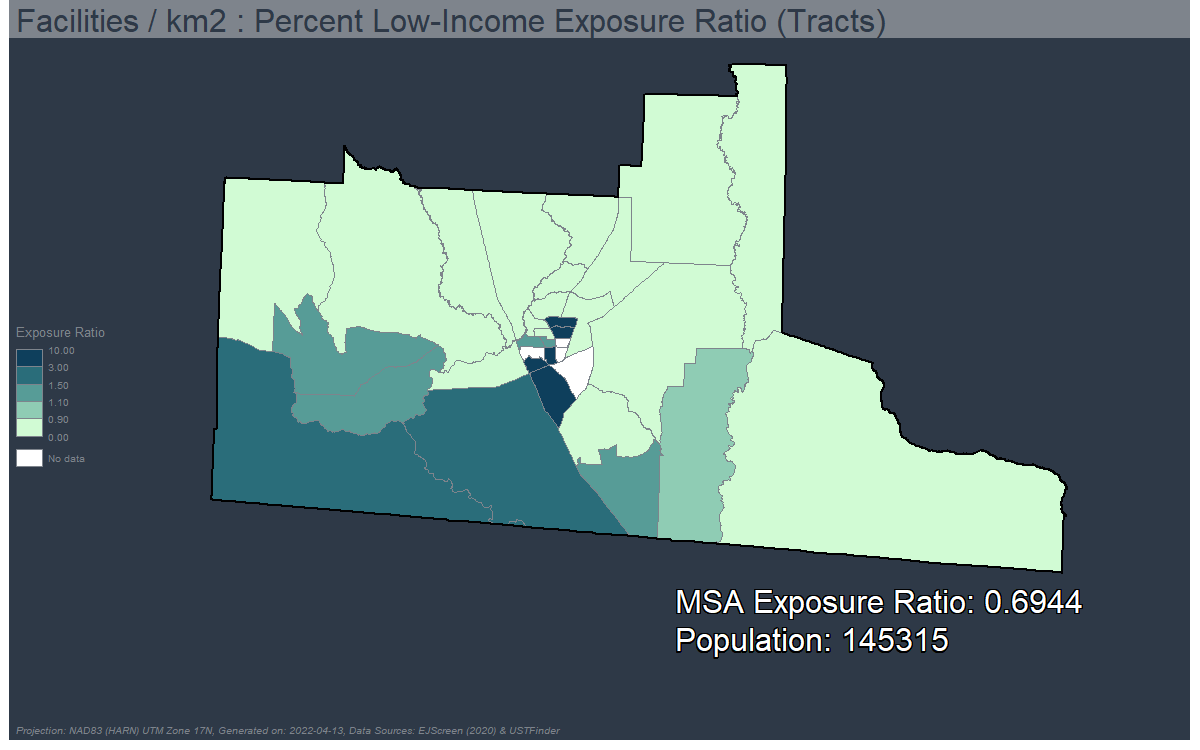 Facilities / km2 : Percent Low-Income Exposure Ratio (Tracts)
Exposure Ratio
10.00
3.00
1.50
1.10
0.90
0.00
No data
MSA Exposure Ratio: 0.6944
Population: 145315
Projection: NAD83 (HARN) UTM Zone 17N, Generated on: 2022-04-13, Data Sources: EJScreen (2020) & USTFinder